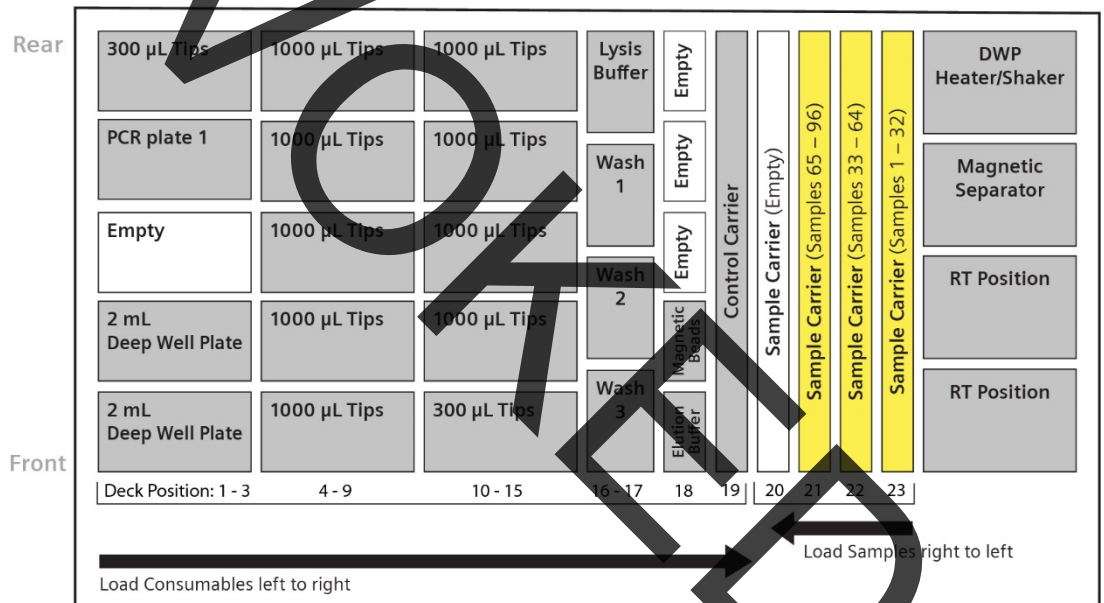 Rear
300 µL Tips
1000 µL Tips
1000 µL Tips
Lysis
Buffer
Empty
DWP
Heater/Shaker
PCR plate 1
1000 µL Tips
1000 µL Tips
Wash
1
Empty
Magnetic
Separator
Empty
1000 µL Tips
1000 µL Tips
Wash
2
Empty
RT Position
2 mL
Deep Well Plate
1000 µL Tips
1000 µL Tips
Magnetic
Beads
2 mL
Deep Well Plate
1000 µL Tips
300 µL Tips
Wash
3
Elution
Buffer
Control Carrier
Sample Carrier (Empty)
Sample Carrier (Samples 65 – 96)
Sample Carrier (Samples 33 – 64)
Sample Carrier (Samples 1 – 32)
RT Position
Front
Deck Position: 1 - 3 4 - 9 10 - 15 16 - 17 18 19 20 21 22 23
Load Samples right to left
Load Consumables left to right
VOKED